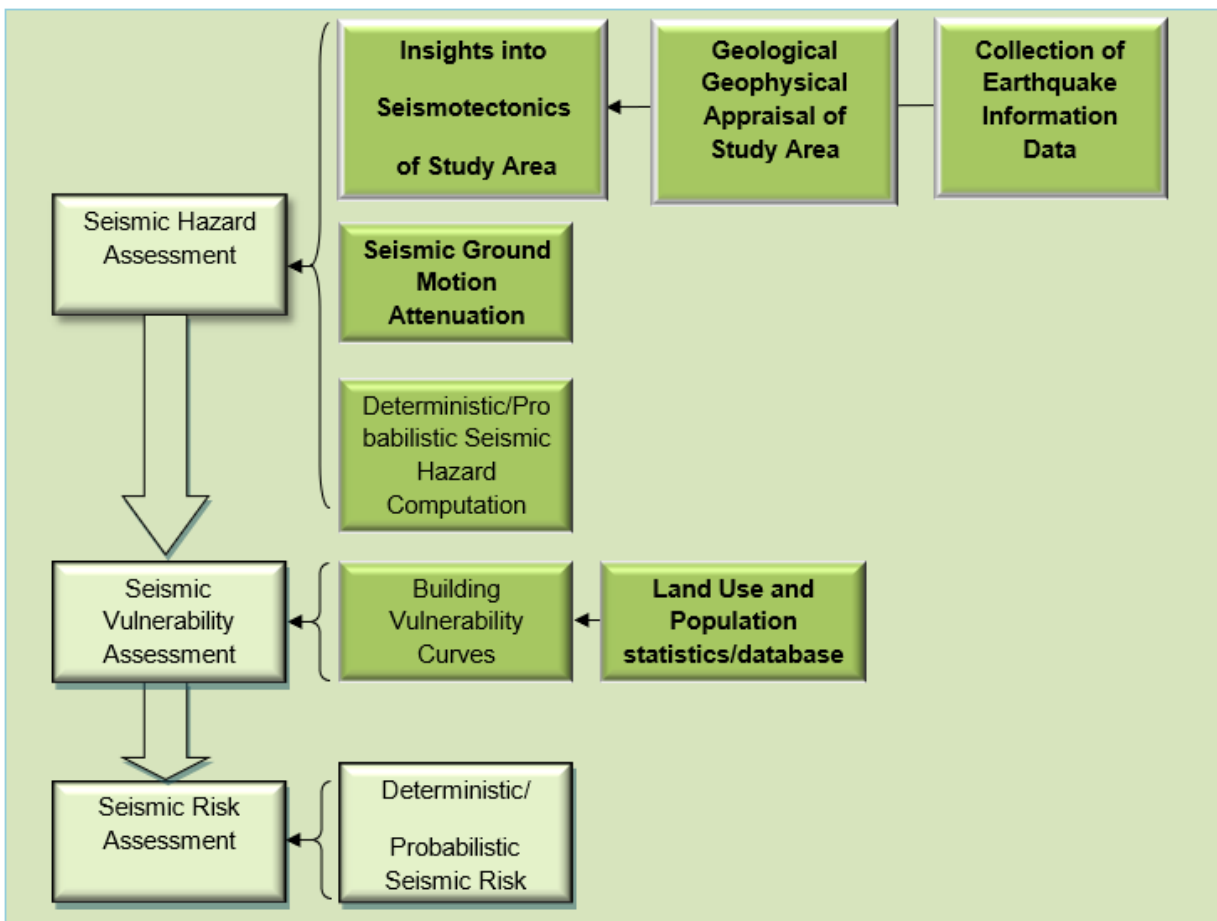 Insights into
Seismotectonics
of Study Area
Geological
Geophysical
Appraisal of
Study Area
Collection of
Earthquake
Information
Data
Seismic Hazard
Assessment
Seismic Ground
Motion
Attenuation
Deterministic/Pro
babilistic Seismic
Hazard
Computation
Seismic
Vulnerability
Assessment
Building
Vulnerability
Curves
Land Use and
Population
statistics/database
Seismic Risk
Assessment
Deterministic/
Probabilistic
Seismic Risk